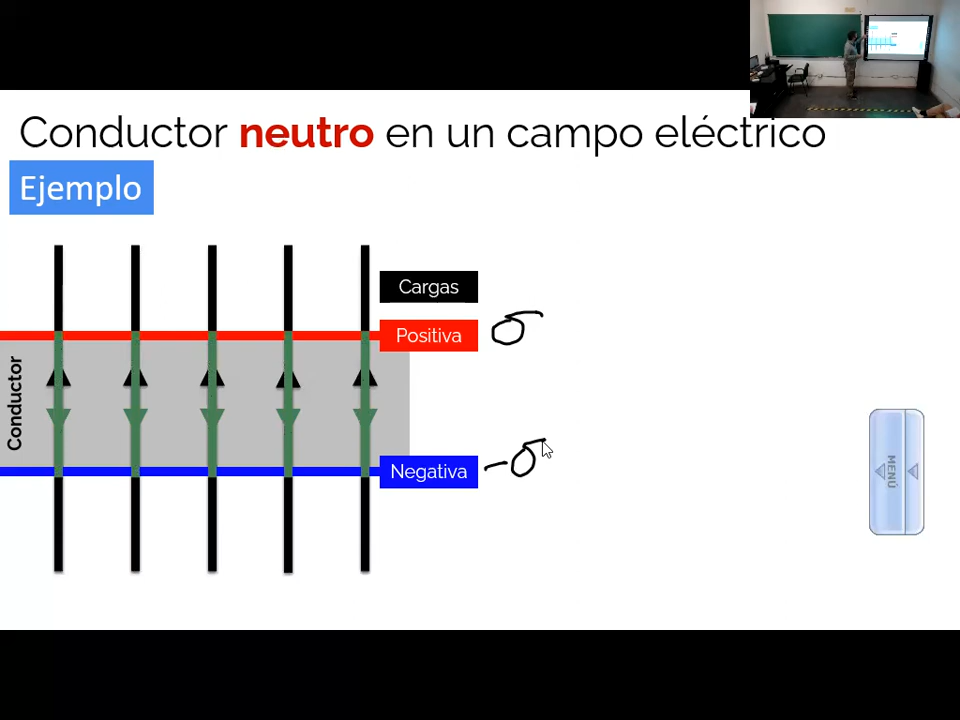 Conductor neutro en un campo eléctrico
Ejemplo
Cargas
Positiva σ
Conductor
Negativa -σ
MENÚ